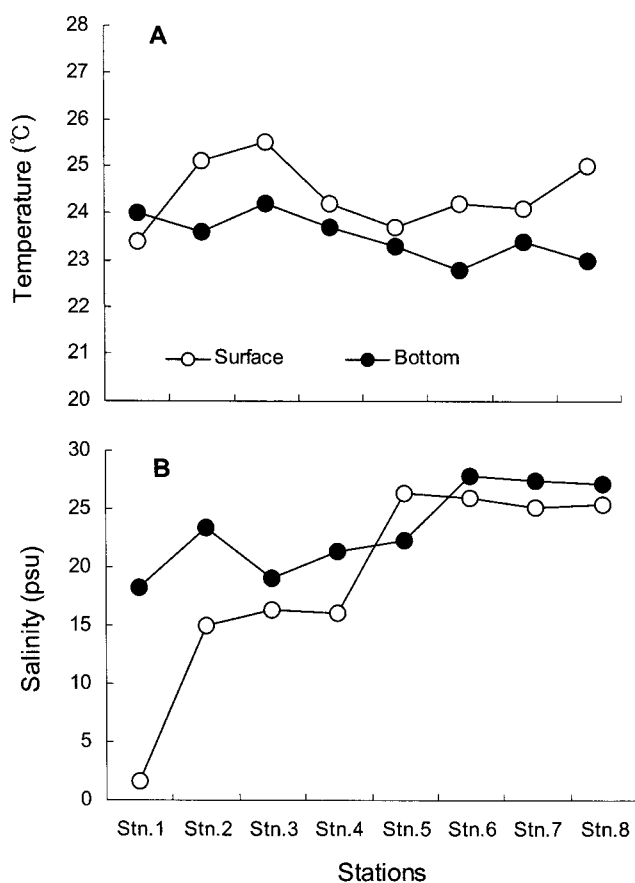 A
28
27
26
25
24
23
22
21
20
Temperature (℃)
Surface
Bottom
B
30
25
20
15
10
5
0
Salinity (psu)
Stn.1 Stn.2 Stn.3 Stn.4 Stn.5 Stn.6 Stn.7 Stn.8
Stations